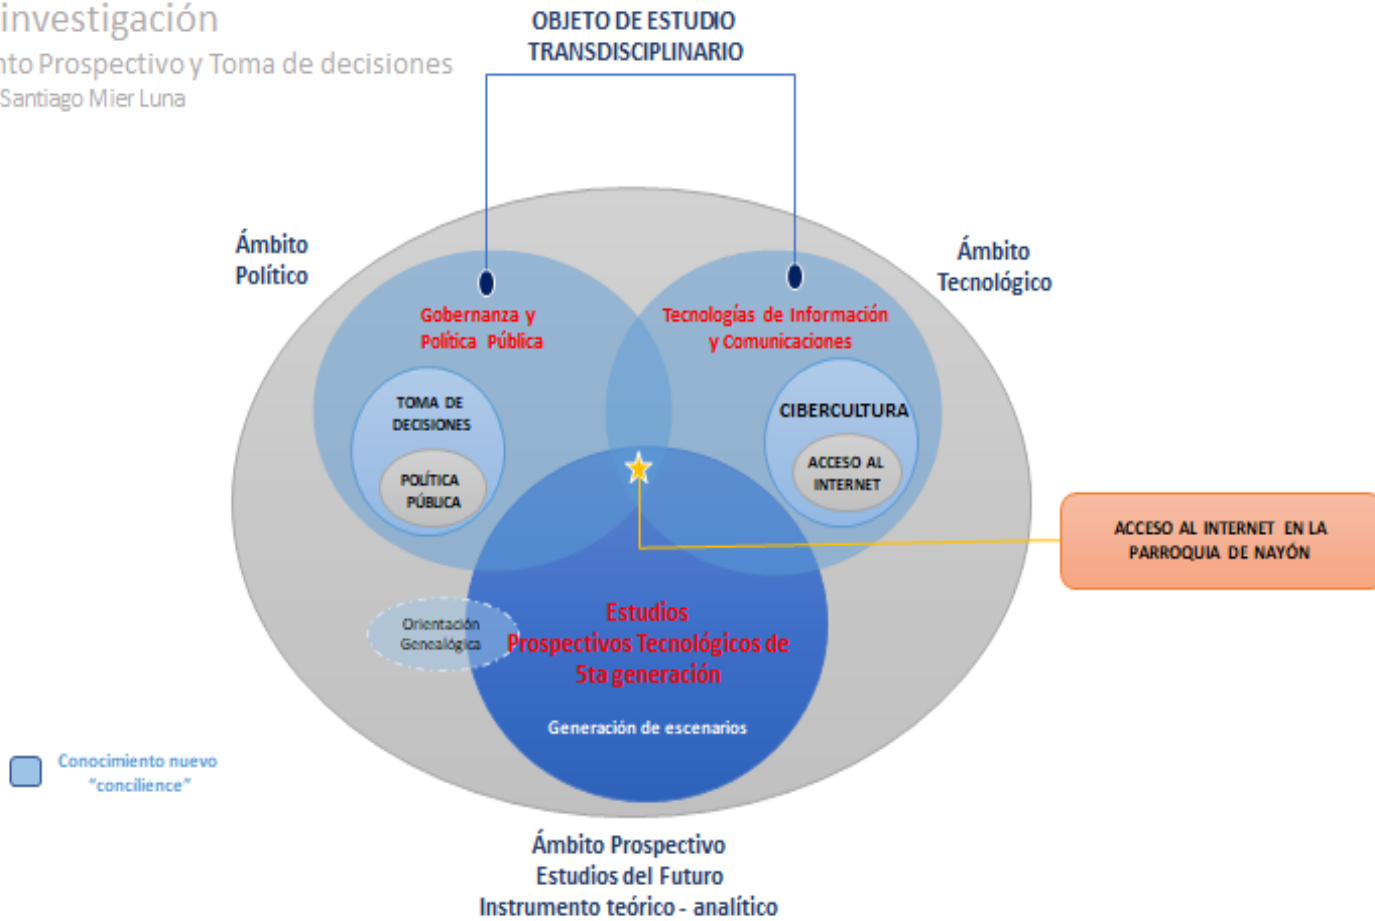 investigación
nto Prospectivo y Toma de decisiones
Santiago Mier Luna
OBJETO DE ESTUDIO
TRANSDISCIPLINARIO
Ámbito
Político
Ámbito
Tecnológico
Gobernanza y
Política Pública
Tecnologías de Información
y Comunicaciones
TOMA DE
DECISIONES
POLÍTICA
PÚBLICA
CIBERCULTURA
ACCESO AL
INTERNET
ACCESO AL INTERNET EN LA
PARROQUIA DE NAYÓN
Orientación
Genealógica
Estudios
Prospectivos Tecnológicos de
5ta generación
Generación de escenarios
Conocimiento nuevo
"concilience"
Ámbito Prospectivo
Estudios del Futuro
Instrumento teórico - analítico